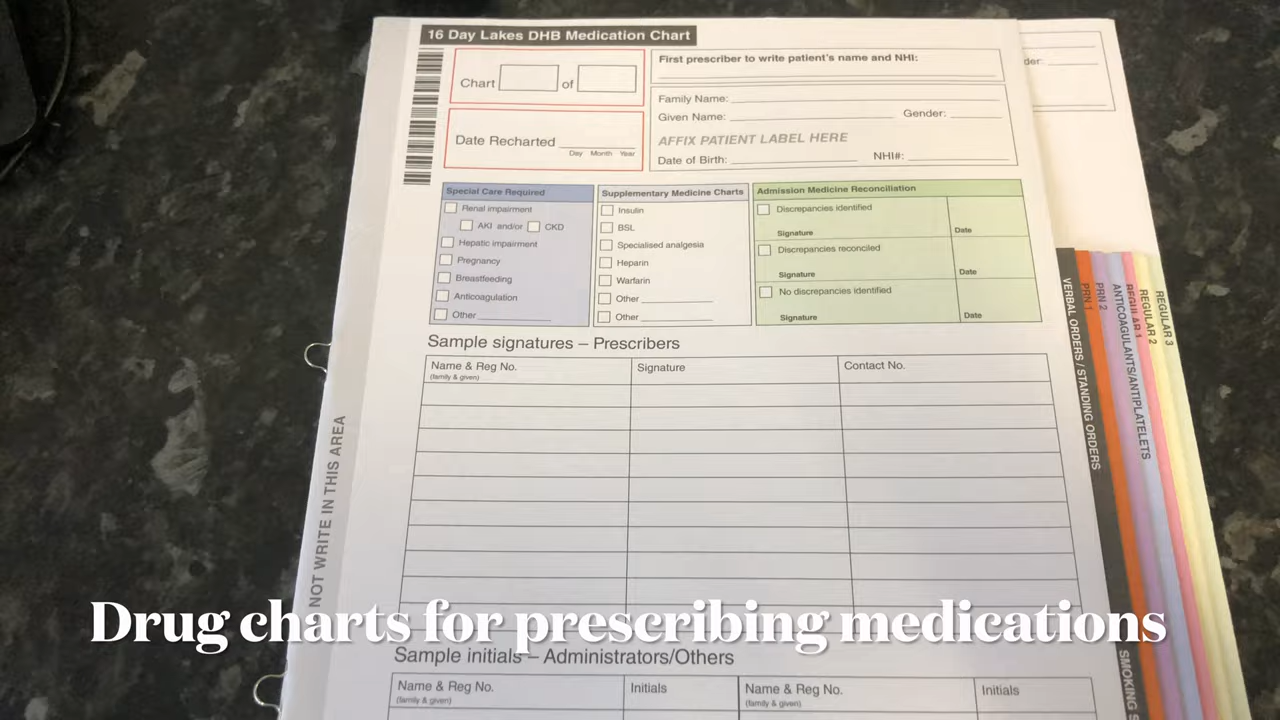 16 Day Lakes DHB Medication Chart
Chart of
Date Recharted
Day Month Year
First prescriber to write patient's name and NHI:
Family Name:
Given Name: Gender:
AFFIX PATIENT LABEL HERE
Date of Birth: NHI#:
der:
Special Care Required
Renal impairment
AKI and/or CKD
Hepatic impairment
Pregnancy
Breastfeeding
Anticoagulation
Other
Supplementary Medicine Charts
Insulin
BSL
Specialised analgesia
Heparin
Warfarin
Other
Other
Admission Medicine Reconciliation
Discrepancies identified
Signature Date
Discrepancies reconciled
Signature Date
No discrepancies identified
Signature Date
VERBAL ORDERS / STANDING ORDERS
PRN 1
PRN 2
ANTICOAGULANTS/ANTIPLATELETS
REGULAR 1
REGULAR 2
REGULAR 3
SMOKING
NOT WRITE IN THIS AREA
Sample signatures – Prescribers
Name & Reg No. Signature Contact No.
(family & given)
Drug charts for prescribing medications
Sample initials – Administrators/Others
Name & Reg No. Initials Name & Reg No. Initials
(family & given) (family & given)